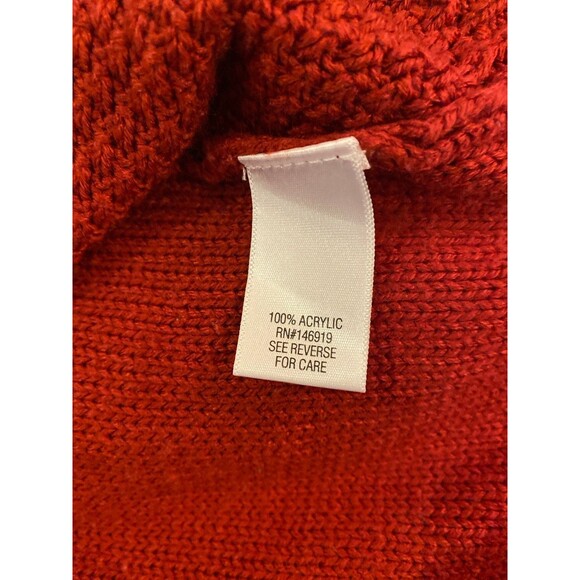 100% ACRYLIC
RN#146919
SEE REVERSE
FOR CARE